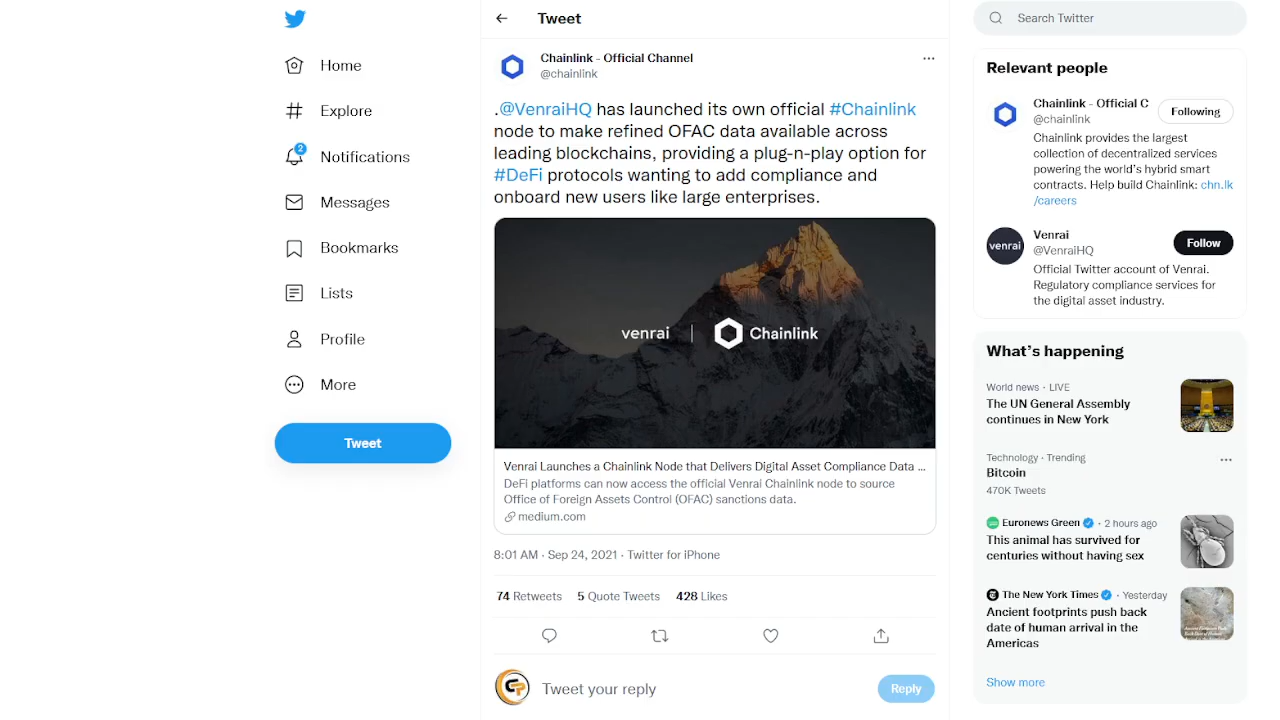 Home
Explore
2
Notifications
Messages
Bookmarks
Lists
Profile
More
Tweet
Tweet
Chainlink - Official Channel
@chainlink
.@VenraiHQ has launched its own official #Chainlink
node to make refined OFAC data available across
leading blockchains, providing a plug-n-play option for
#DeFi protocols wanting to add compliance and
onboard new users like large enterprises.
venrai | Chainlink
Venrai Launches a Chainlink Node that Delivers Digital Asset Compliance Data ...
DeFi platforms can now access the official Venrai Chainlink node to source
Office of Foreign Assets Control (OFAC) sanctions data.
medium.com
8:01 AM · Sep 24, 2021 · Twitter for iPhone
74 Retweets 5 Quote Tweets 428 Likes
Tweet your reply
Reply
Search Twitter
Relevant people
Chainlink - Official C
Following
@chainlink
Chainlink provides the largest
collection of decentralized services
powering the world's hybrid smart
contracts. Help build Chainlink: chn.lk
/careers
venrai
Venrai
@VenraiHQ
Follow
Official Twitter account of Venrai.
Regulatory compliance services for
the digital asset industry.
What's happening
World news · LIVE
The UN General Assembly
continues in New York
Technology · Trending
Bitcoin
470K Tweets
Euronews Green · 2 hours ago
This animal has survived for
centuries without having sex
The New York Times · Yesterday
Ancient footprints push back
date of human arrival in the
Americas
Show more